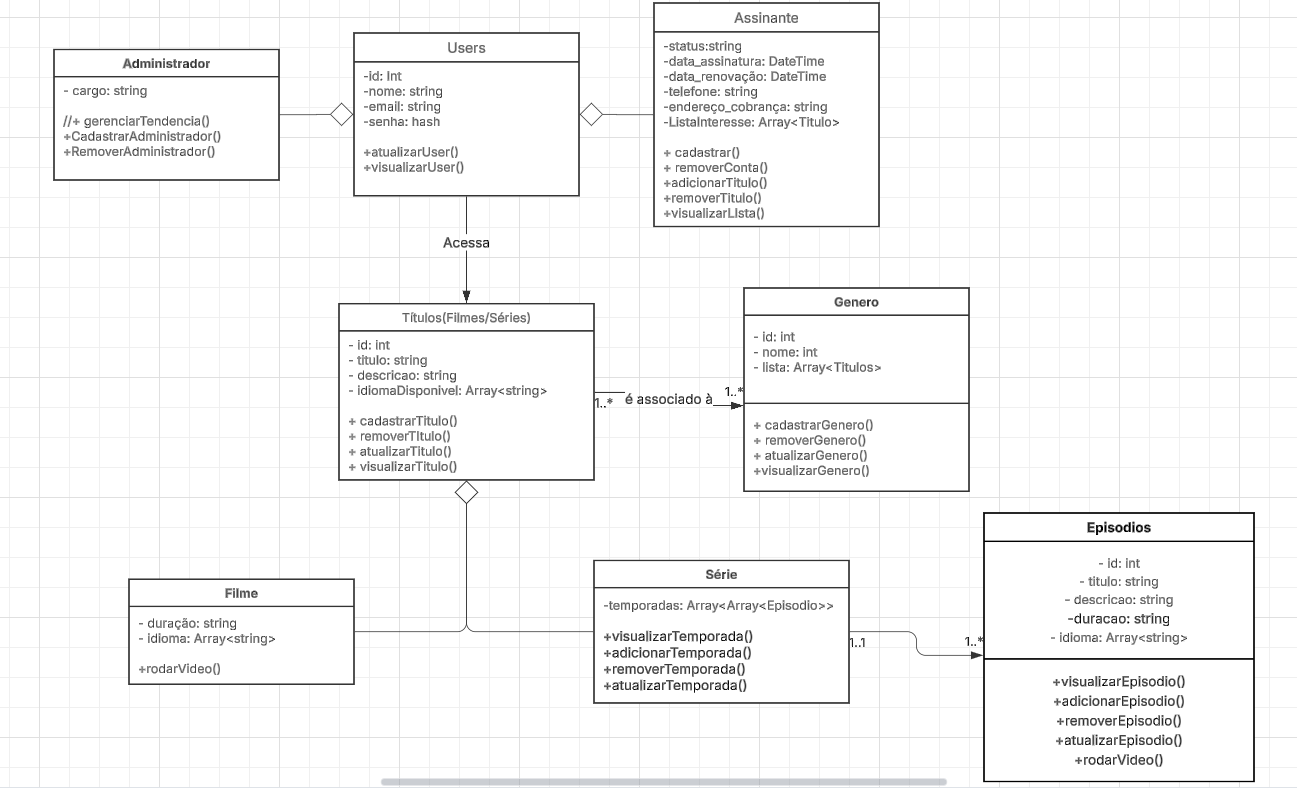 Administrador
- cargo: string
//+ gerenciarTendencia()
+CadastrarAdministrador()
+RemoverAdministrador()
Users
-id: Int
-nome: string
-email: string
-senha: hash
+atualizarUser()
+visualizarUser()
Assinante
-status:string
-data_assinatura: DateTime
-data_renovação: DateTime
-telefone: string
-endereço_cobrança: string
-ListaInteresse: Array<Titulo>
+ cadastrar()
+ removerConta()
+adicionarTitulo()
+removerTitulo()
+visualizarLIsta()
Acessa
Títulos(Filmes/Séries)
- id: int
- titulo: string
- descricao: string
- idiomaDisponivel: Array<string>
+ cadastrarTitulo()
+ removerTItulo()
+ atualizarTitulo()
+ visualizarTitulo()
1..*
é associado à
1..*
Genero
- id: int
- nome: int
- lista: Array<Titulos>
+ cadastrarGenero()
+ removerGenero()
+ atualizarGenero()
+visualizarGenero()
Filme
- duração: string
- idioma: Array<string>
+rodarVideo()
Série
-temporadas: Array<Array<Episodio>>
+visualizarTemporada()
+adicionarTemporada()
+removerTemporada()
+atualizarTemporada()
1..1
1..*
Episodios
- id: int
- titulo: string
- descricao: string
-duracao: string
- idioma: Array<string>
+visualizarEpisodio()
+adicionarEpisodio()
+removerEpisodio()
+atualizarEpisodio()
+rodarVideo()